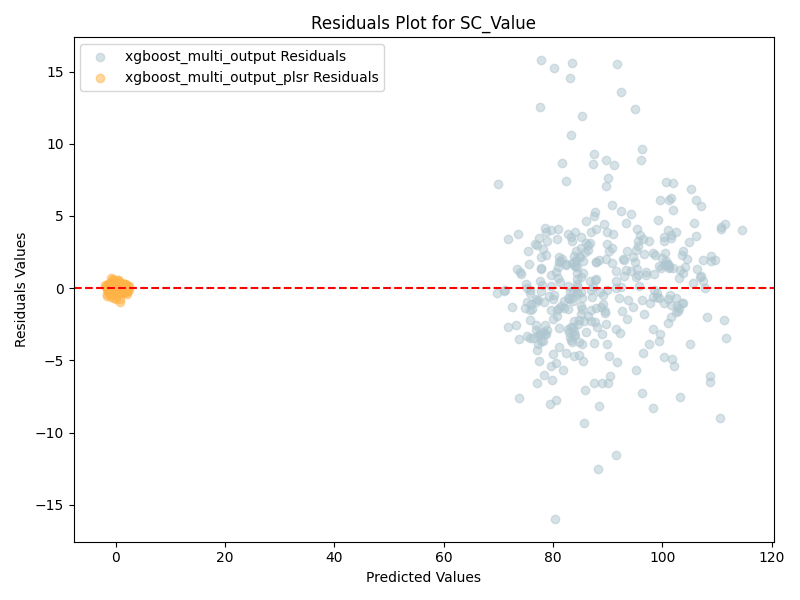 Residuals Plot for SC_Value
xgboost_multi_output Residuals
xgboost_multi_output_plsr Residuals
Residuals Values
15
10
5
0
−5
−10
−15
0
20
40
60
80
100
120
Predicted Values